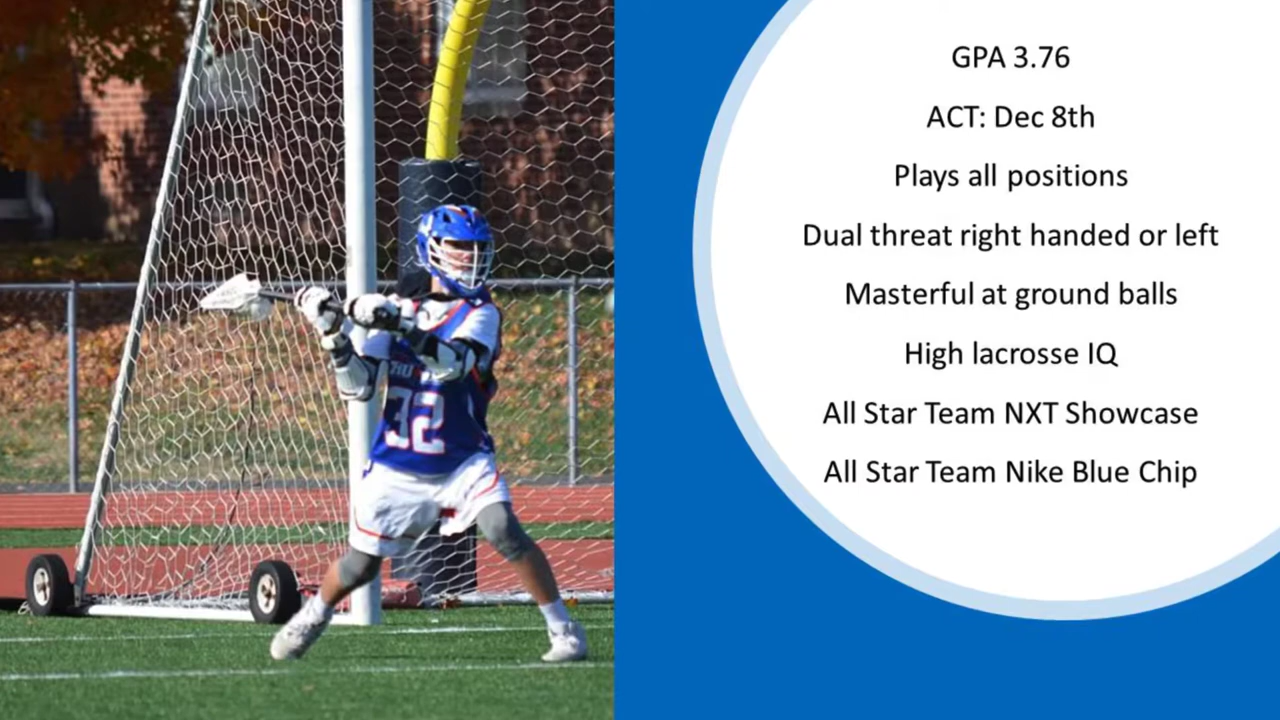 32
GPA 3.76
ACT: Dec 8th
Plays all positions
Dual threat right handed or left
Masterful at ground balls
High lacrosse IQ
All Star Team NXT Showcase
All Star Team Nike Blue Chip